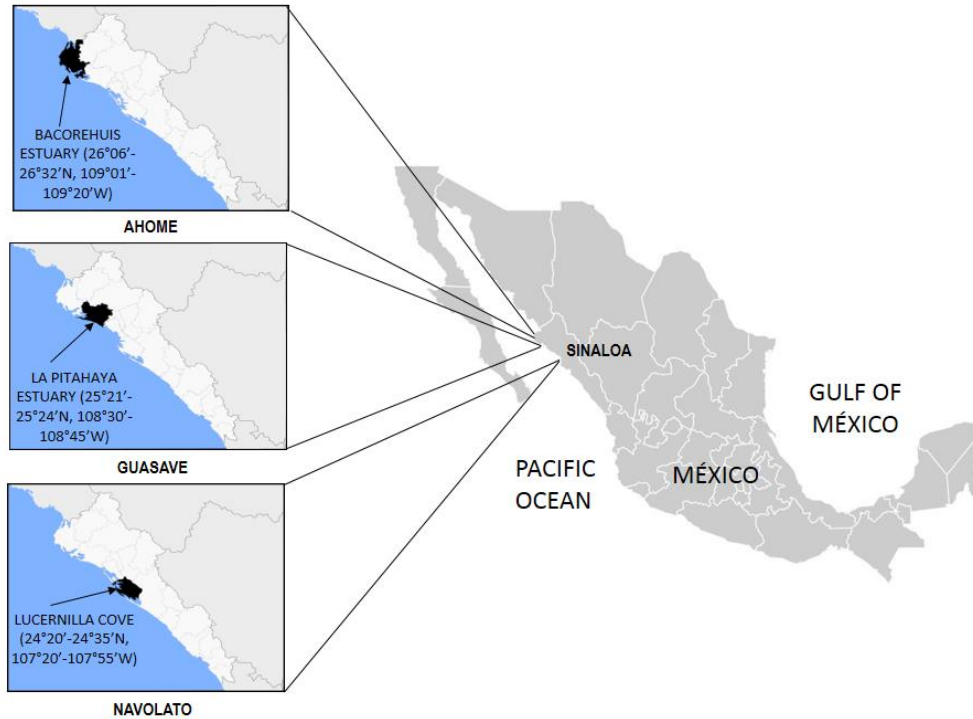 BACOREHUIS
ESTUARY (26°06’-
26°32’N, 109°01’-
109°20’W)
AHOME
LA PITAHAYA
ESTUARY (25°21’-
25°24’N, 108°30’-
108°45’W)
GUASAVE
LUCERNILLA COVE
(24°20’-24°35’N,
107°20’-107°55’W)
NAVOLATO
SINALOA
GULF OF
MÉXICO
PACIFIC
OCEAN
MÉXICO